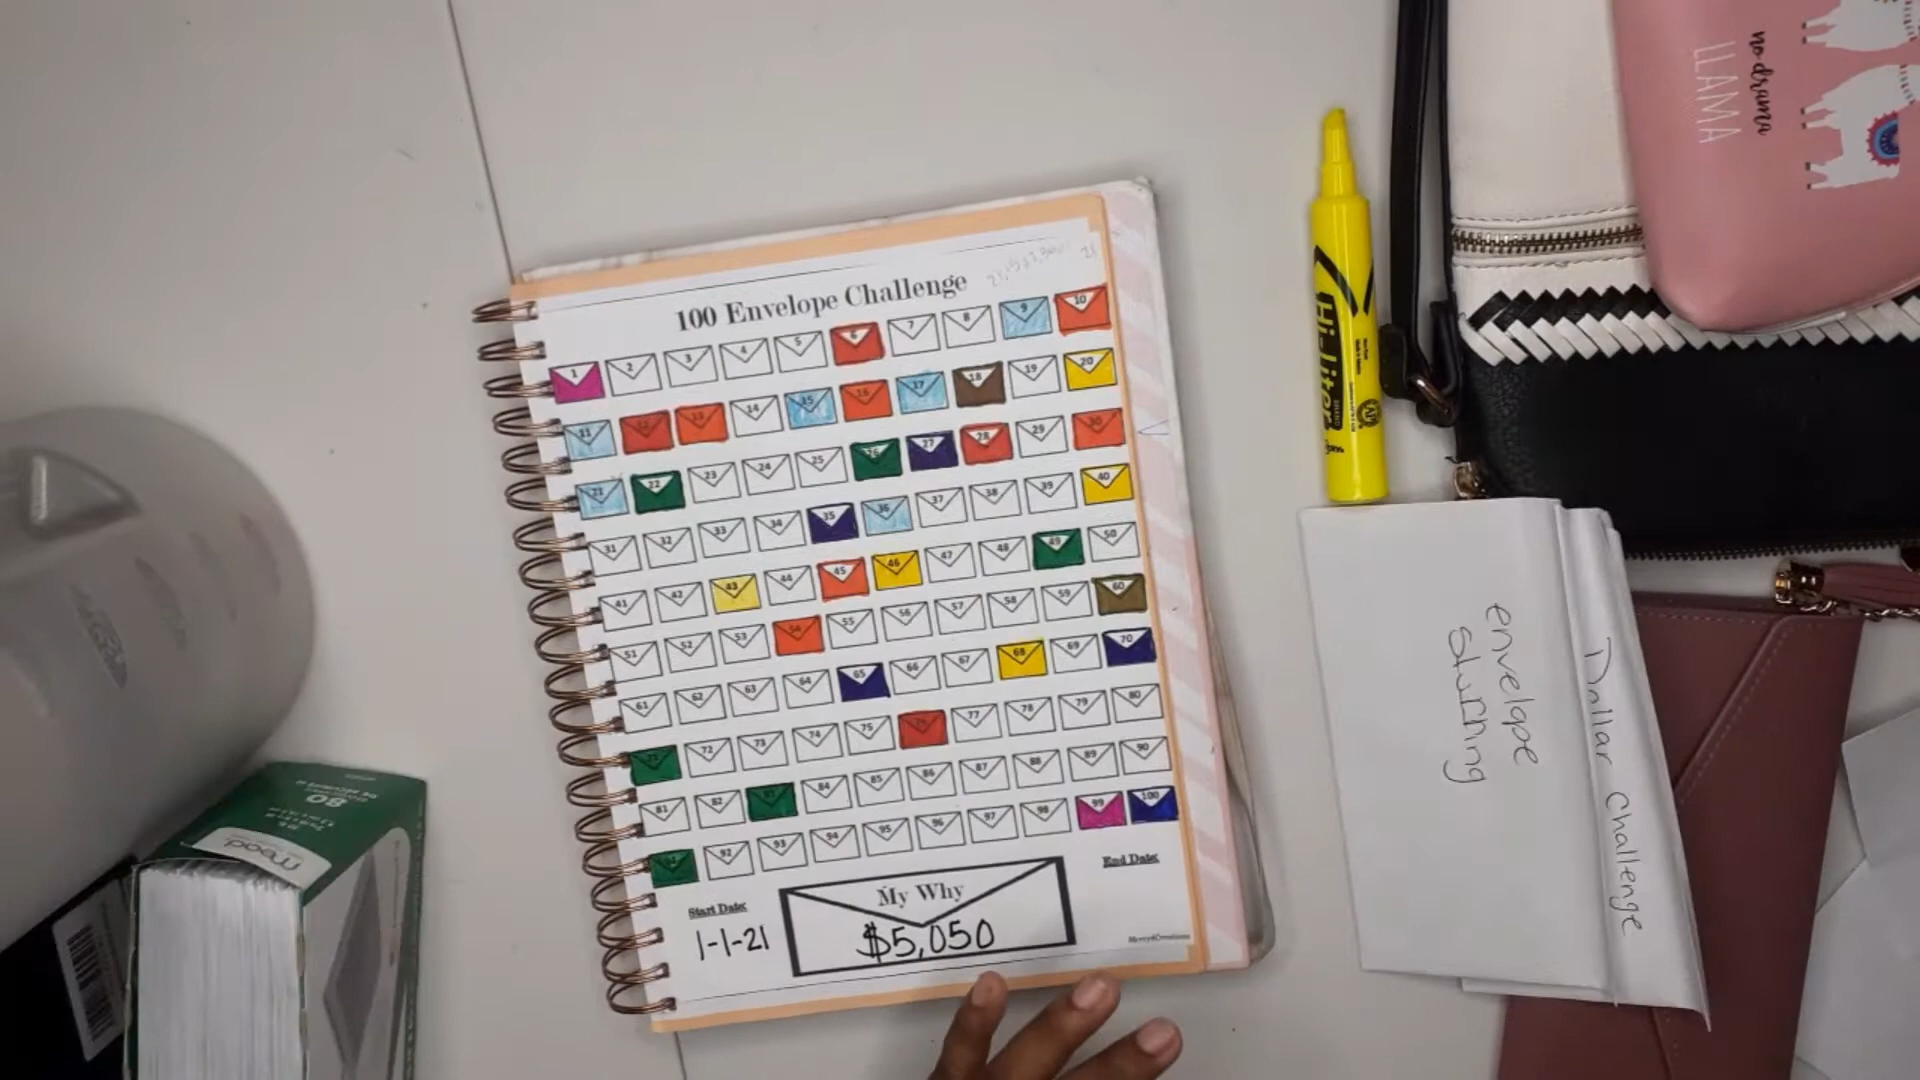 100 Envelope Challenge
1 2 3 4 5 6 7 8 9 10
11 12 13 14 15 16 17 18 19 20
21 22 23 24 25 26 27 28 29 30
31 32 33 34 35 36 37 38 39 40
41 42 43 44 45 46 47 48 49 50
51 52 53 54 55 56 57 58 59 60
61 62 63 64 65 66 67 68 69 70
71 72 73 74 75 76 77 78 79 80
81 82 83 84 85 86 87 88 89 90
91 92 93 94 95 96 97 98 99 100
Start Date:
1-1-21
My Why
$5,050
End Date:
Hi-Liter
no drama
LLAMA
envelope
stuffing
Dollar Challenge
mead
80